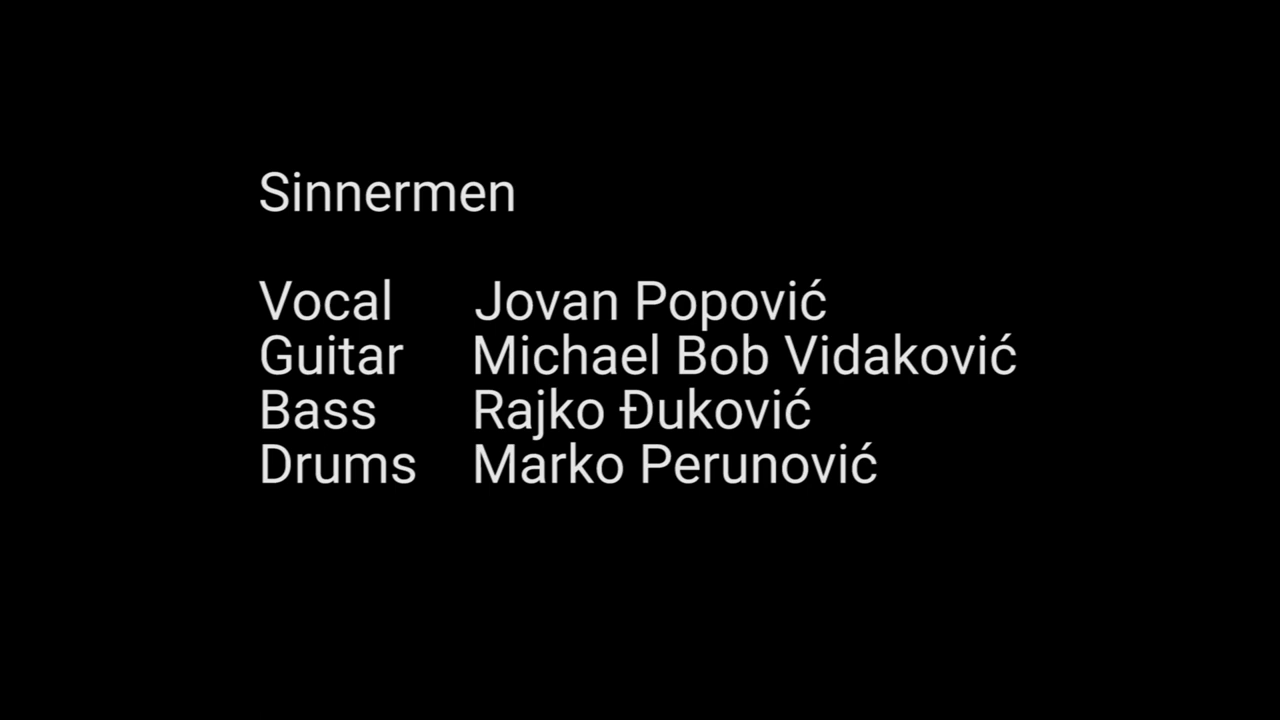 Sinnermen
Vocal Jovan Popović
Guitar Michael Bob Vidaković
Bass Rajko Đuković
Drums Marko Perunović